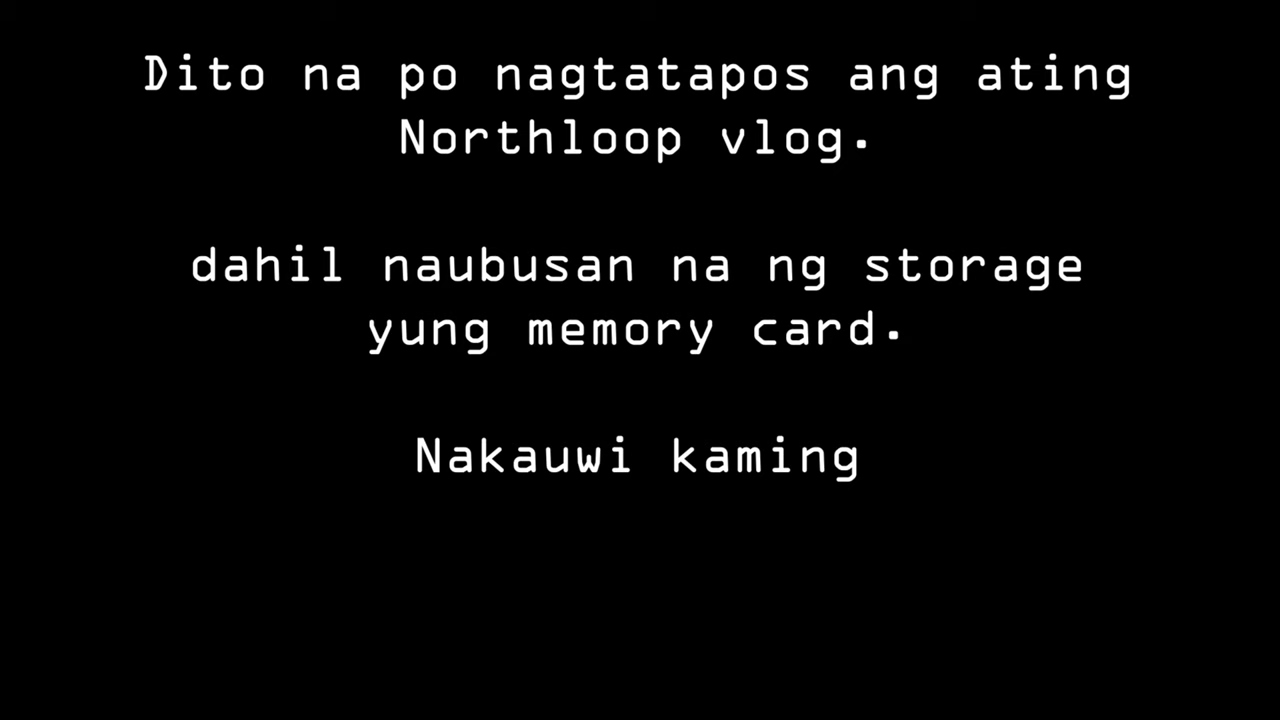 Dito na po nagtatapos ang ating
Northloop vlog.
dahil naubusan na ng storage
yung memory card.
Nakauwi kaming